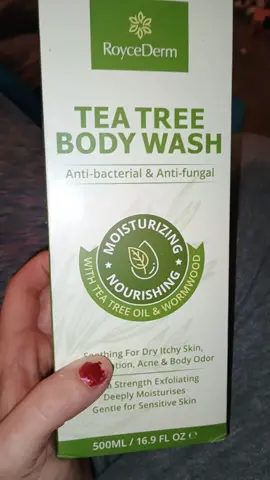 RoyceDerm
TEA TREE
BODY WASH
Anti-bacterial & Anti-fungal
MOISTURIZING
NOURISHING
WITH TEA TREE OIL & WORMWOOD
Soothing For Dry Itchy Skin,
Acne & Body Odor
Strength Exfoliating
Deeply Moisturises
Gentle for Sensitive Skin
500ML / 16.9 FL OZ ℮